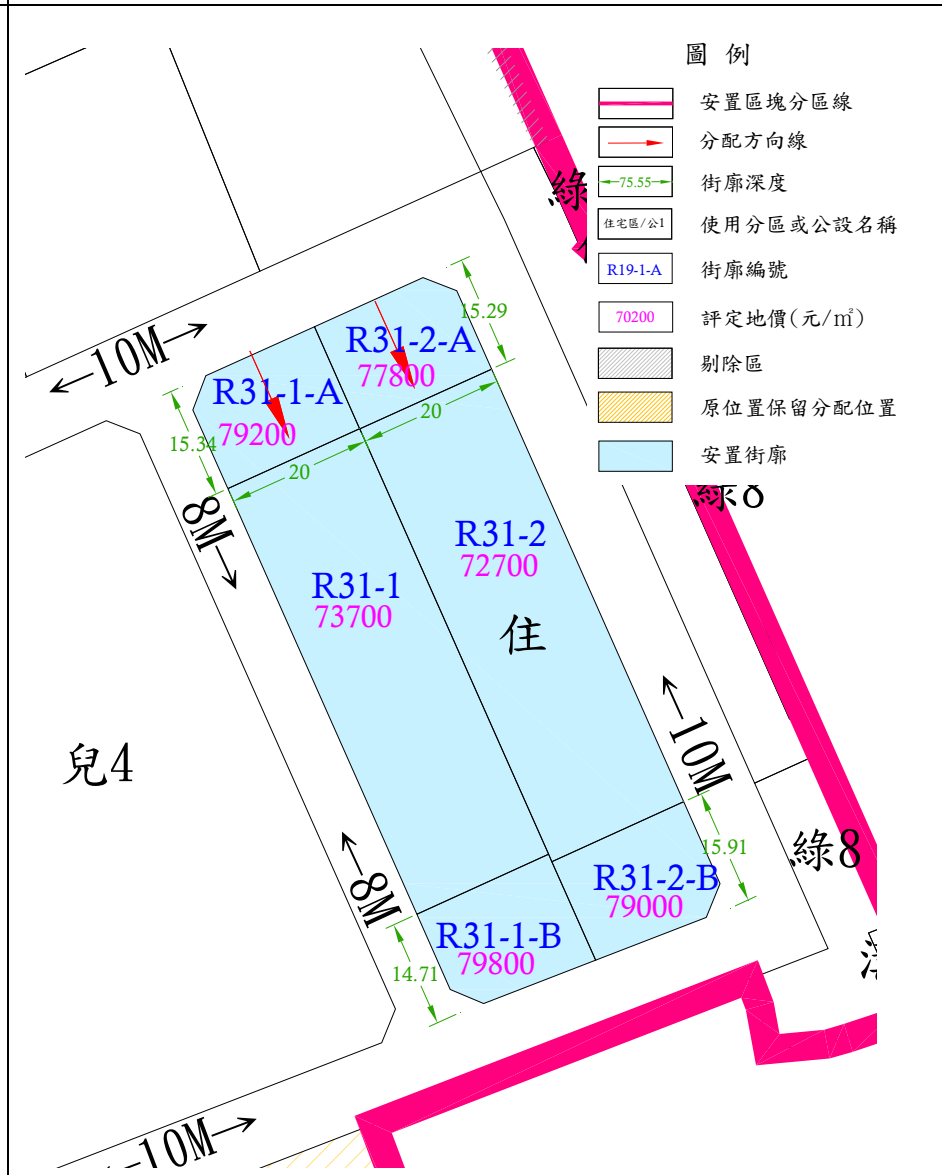 圖 例
安置區塊分區線
分配方向線
75.55
街廓深度
住宅區/公1
使用分區或公設名稱
R19-1-A
街廓編號
70200
評定地價(元/㎡)
剔除區
原位置保留分配位置
安置街廓
綠
15.29
←10M→
R31-2-A
77800
R31-1-A
79200
15.34
20
20
8M→
綠8
R31-2
72700
R31-1
73700
住
←10M
兒4
←8M
15.91
綠8
R31-2-B
79000
R31-1-B
79800
14.71
←10M→